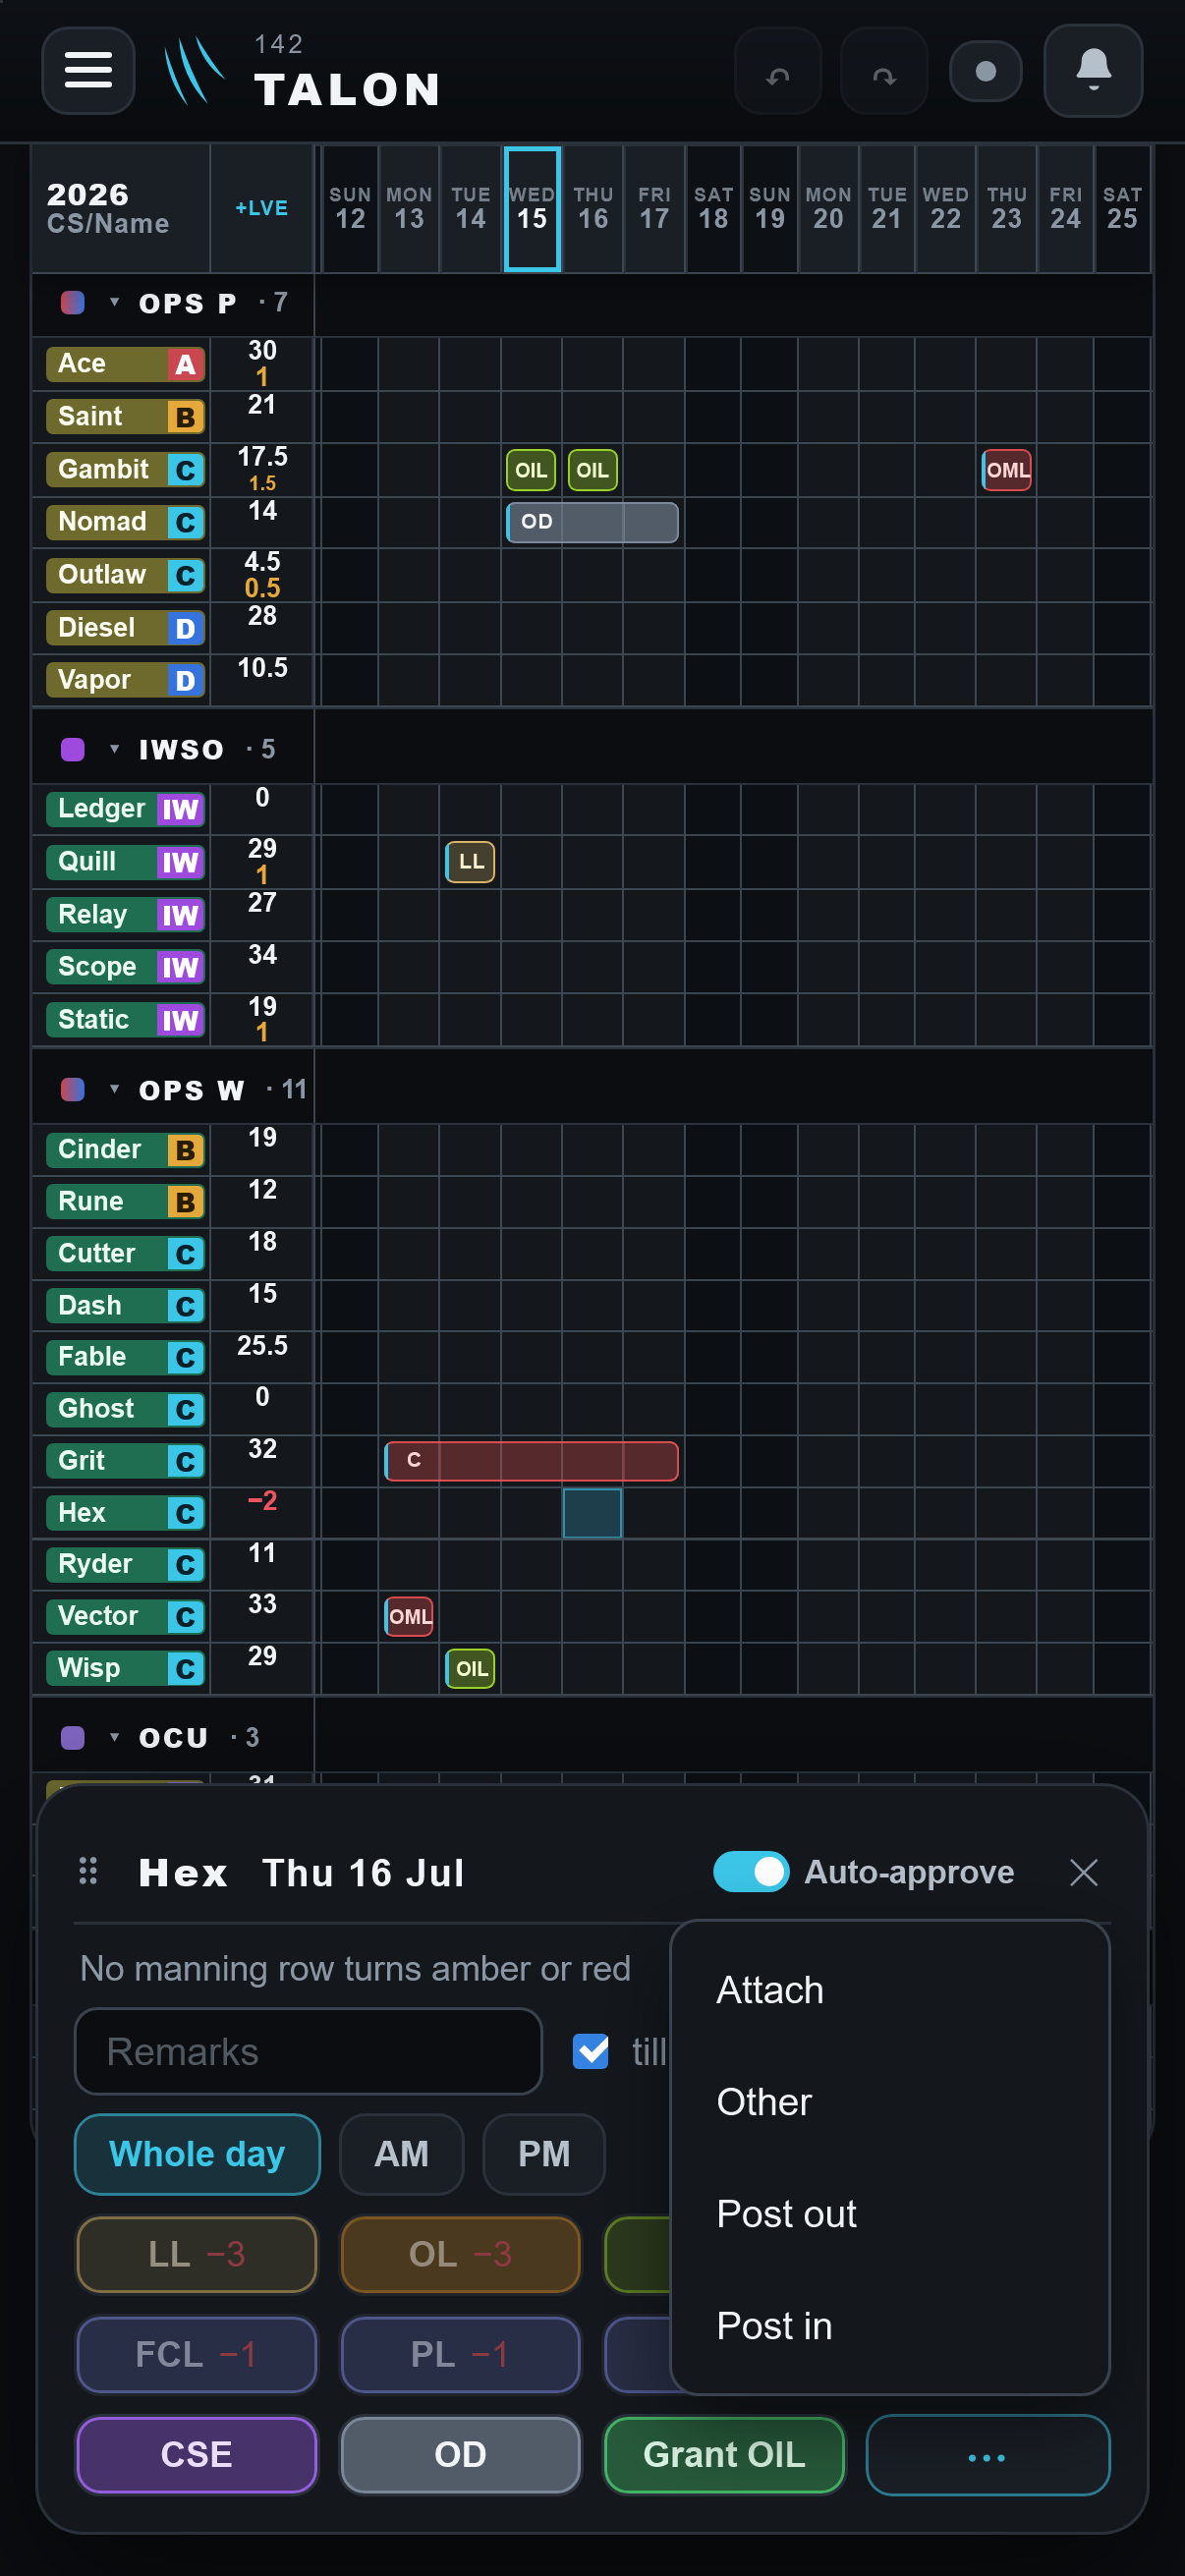 142
TALON
2026
CS/Name
+LVE
SUN 12
MON 13
TUE 14
WED 15
THU 16
FRI 17
SAT 18
SUN 19
MON 20
TUE 21
WED 22
THU 23
FRI 24
SAT 25
OPS P · 7
Ace A 30 1
Saint B 21
Gambit C 17.5 1.5 OIL OIL OML
Nomad C 14 OD
Outlaw C 4.5 0.5
Diesel D 28
Vapor D 10.5
IWSO · 5
Ledger IW 0
Quill IW 29 1 LL
Relay IW 27
Scope IW 34
Static IW 19 1
OPS W · 11
Cinder B 19
Rune B 12
Cutter C 18
Dash C 15
Fable C 25.5
Ghost C 0
Grit C 32 C
Hex C −2
Ryder C 11
Vector C 33 OML
Wisp C 29 OIL
OCU · 3
Hex Thu 16 Jul Auto-approve
No manning row turns amber or red
Remarks
till
Attach
Other
Post out
Post in
Whole day AM PM
LL −3 OL −3
FCL −1 PL −1
CSE OD Grant OIL ...